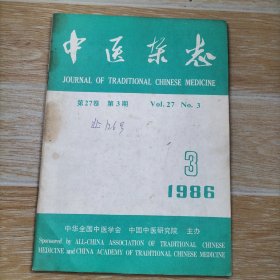 中医杂志
JOURNAL OF TRADITIONAL CHINESE MEDICINE
第27卷 第3期 Vol. 27 No. 3
3
1986
中华全国中医学会 中国中医研究院 主办
Sponsored by ALL-CHINA ASSOCIATION OF TRADITIONAL CHINESE
MEDICINE and CHINA ACADEMY OF TRADITIONAL CHINESE MEDICINE